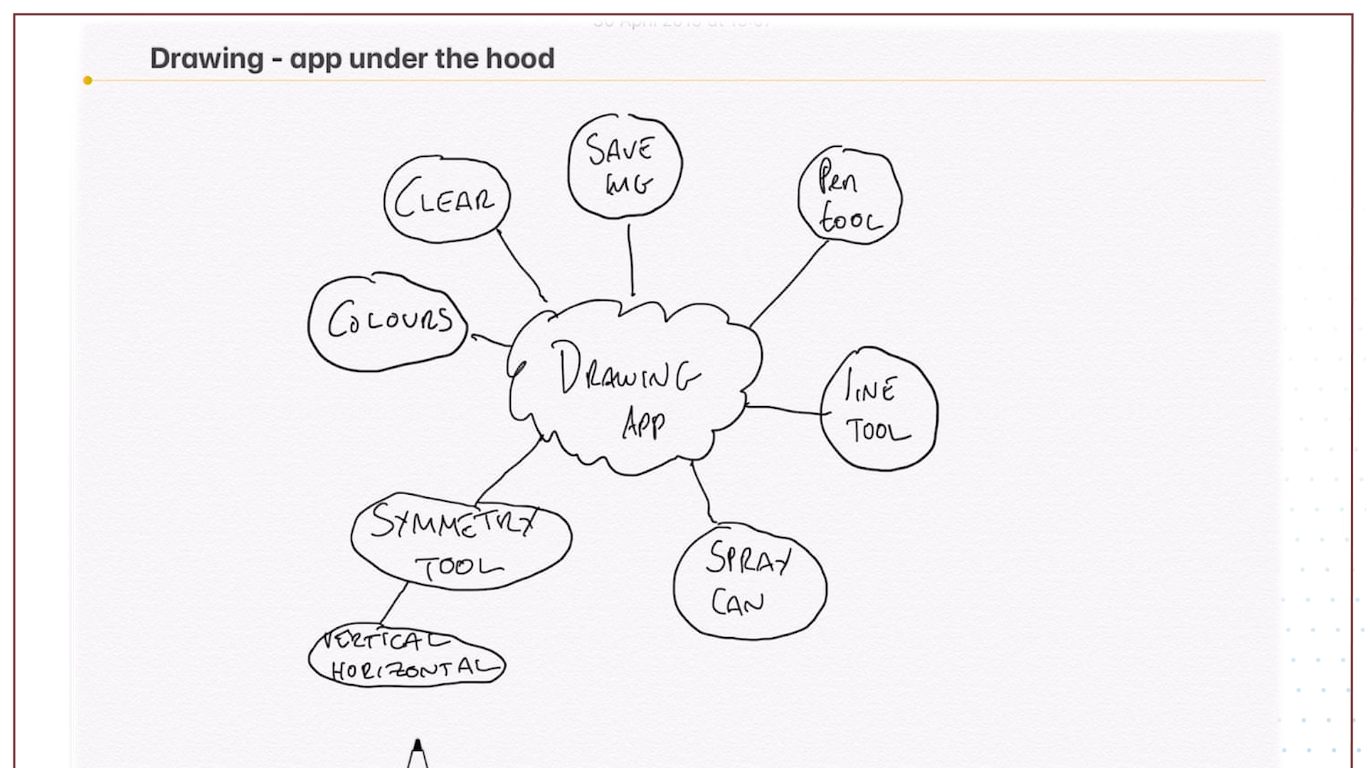 Drawing - app under the hood
SAVE
IMG
CLEAR
Pen
tool
COLOURS
DRAWING
APP
LINE
TOOL
SYMMETRY
TOOL
SPRAY
CAN
VERTICAL
HORIZONTAL